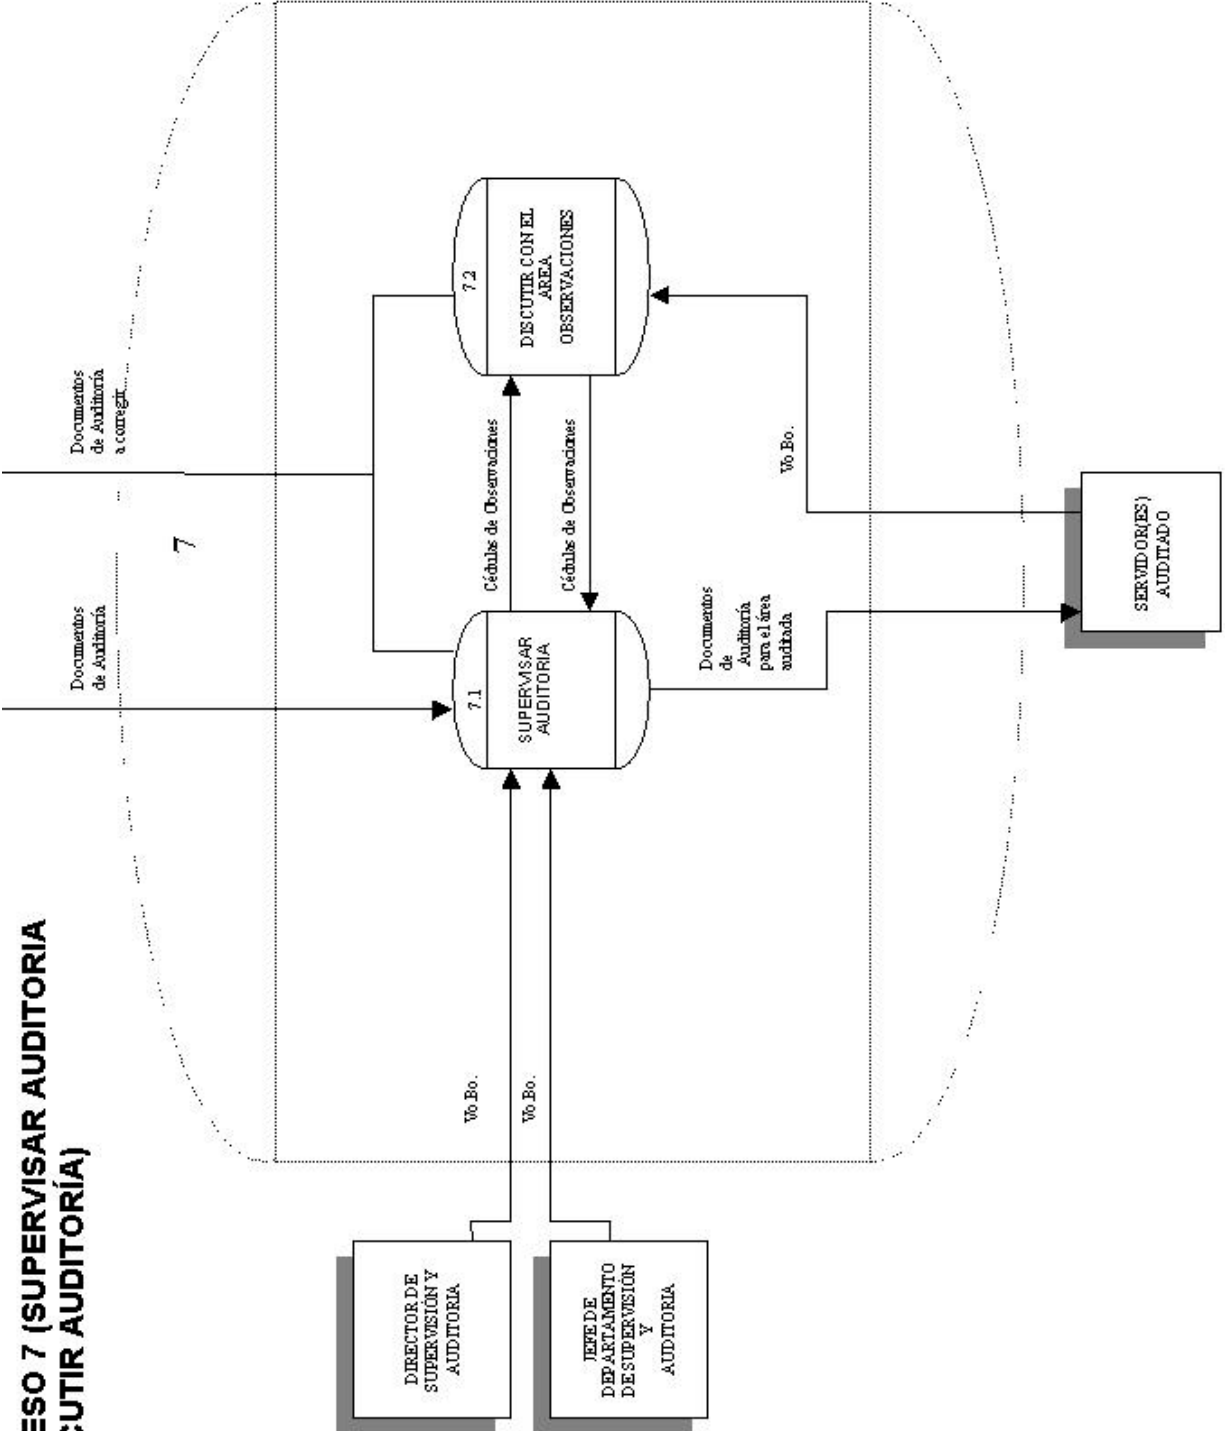 ESO 7 (SUPERVISAR AUDITORIA
CUTIR AUDITORÍA)
Documentos
de Auditoría
Documentos
de Auditoría
a corregir
7
DIRECTOR DE
SUPERVISIÓN Y
AUDITORIA
JEFE DE
DEPARTAMENTO
DE SUPERVISIÓN
Y
AUDITORIA
Vo.Bo.
Vo.Bo.
7.1
SUPERVISAR
AUDITORIA
Cédulas de Observaciones
Cédulas de Observaciones
7.2
DISCUTIR CON EL
AREA
OBSERVACIONES
Documentos
de
Auditoría
para el área
auditada
Vo.Bo.
SERVIDOR(ES)
AUDITADO